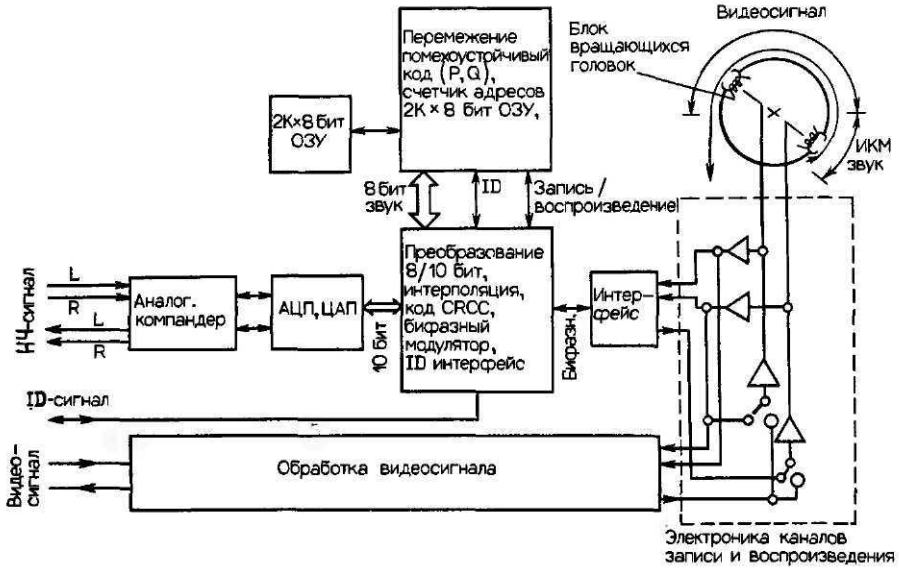 Видеосигнал
Блок
вращающихся
головок
ИКМ
звук
Перемежение
помехоустойчивый
код (P,Q),
счетчик адресов
2К×8 бит ОЗУ,
2К×8 бит
ОЗУ
8 бит
звук
ID
Запись/
воспроизведение
НЧ-сигнал
L
R
L
R
Аналог.
компандер
АЦП, ЦАП
10 бит
Преобразование
8/10 бит,
интерполяция,
код CRCC,
бифазный
модулятор,
ID интерфейс
Бифазн.
Интер-
фейс
ID-сигнал
Видео-
сигнал
Обработка видеосигнала
Электроника каналов
записи и воспроизведения